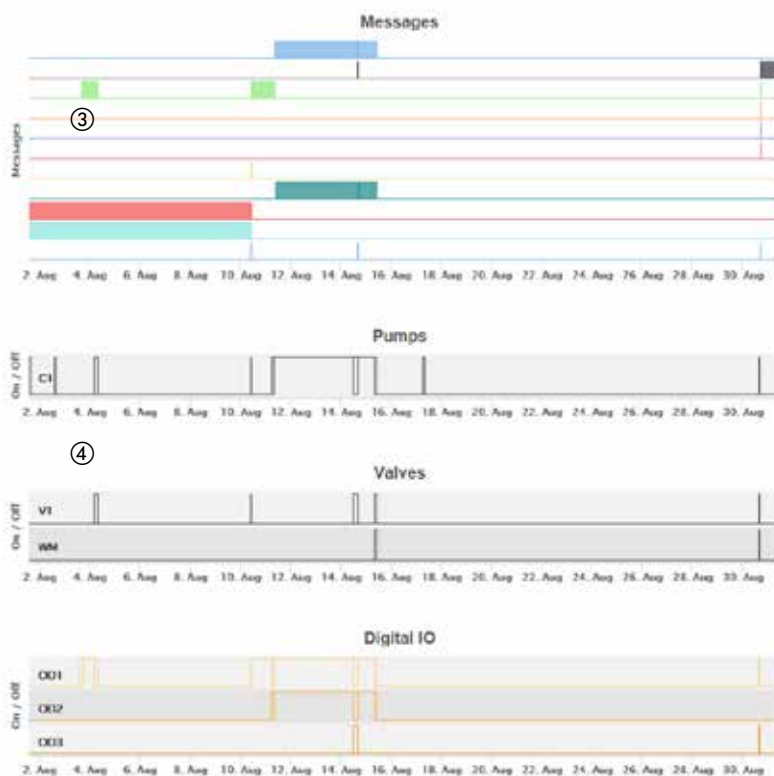 Messages
③
Messages
2. Aug 4. Aug 6. Aug 8. Aug 10. Aug 12. Aug 14. Aug 16. Aug 18. Aug 20. Aug 22. Aug 24. Aug 26. Aug 28. Aug 30. Aug
Pumps
On / Off
C1
2. Aug 4. Aug 6. Aug 8. Aug 10. Aug 12. Aug 14. Aug 16. Aug 18. Aug 20. Aug 22. Aug 24. Aug 26. Aug 28. Aug 30. Aug
④
Valves
On / Off
V1
WM
2. Aug 4. Aug 6. Aug 8. Aug 10. Aug 12. Aug 14. Aug 16. Aug 18. Aug 20. Aug 22. Aug 24. Aug 26. Aug 28. Aug 30. Aug
Digital IO
On / Off
OO1
OO2
OO3
2. Aug 4. Aug 6. Aug 8. Aug 10. Aug 12. Aug 14. Aug 16. Aug 18. Aug 20. Aug 22. Aug 24. Aug 26. Aug 28. Aug 30. Aug